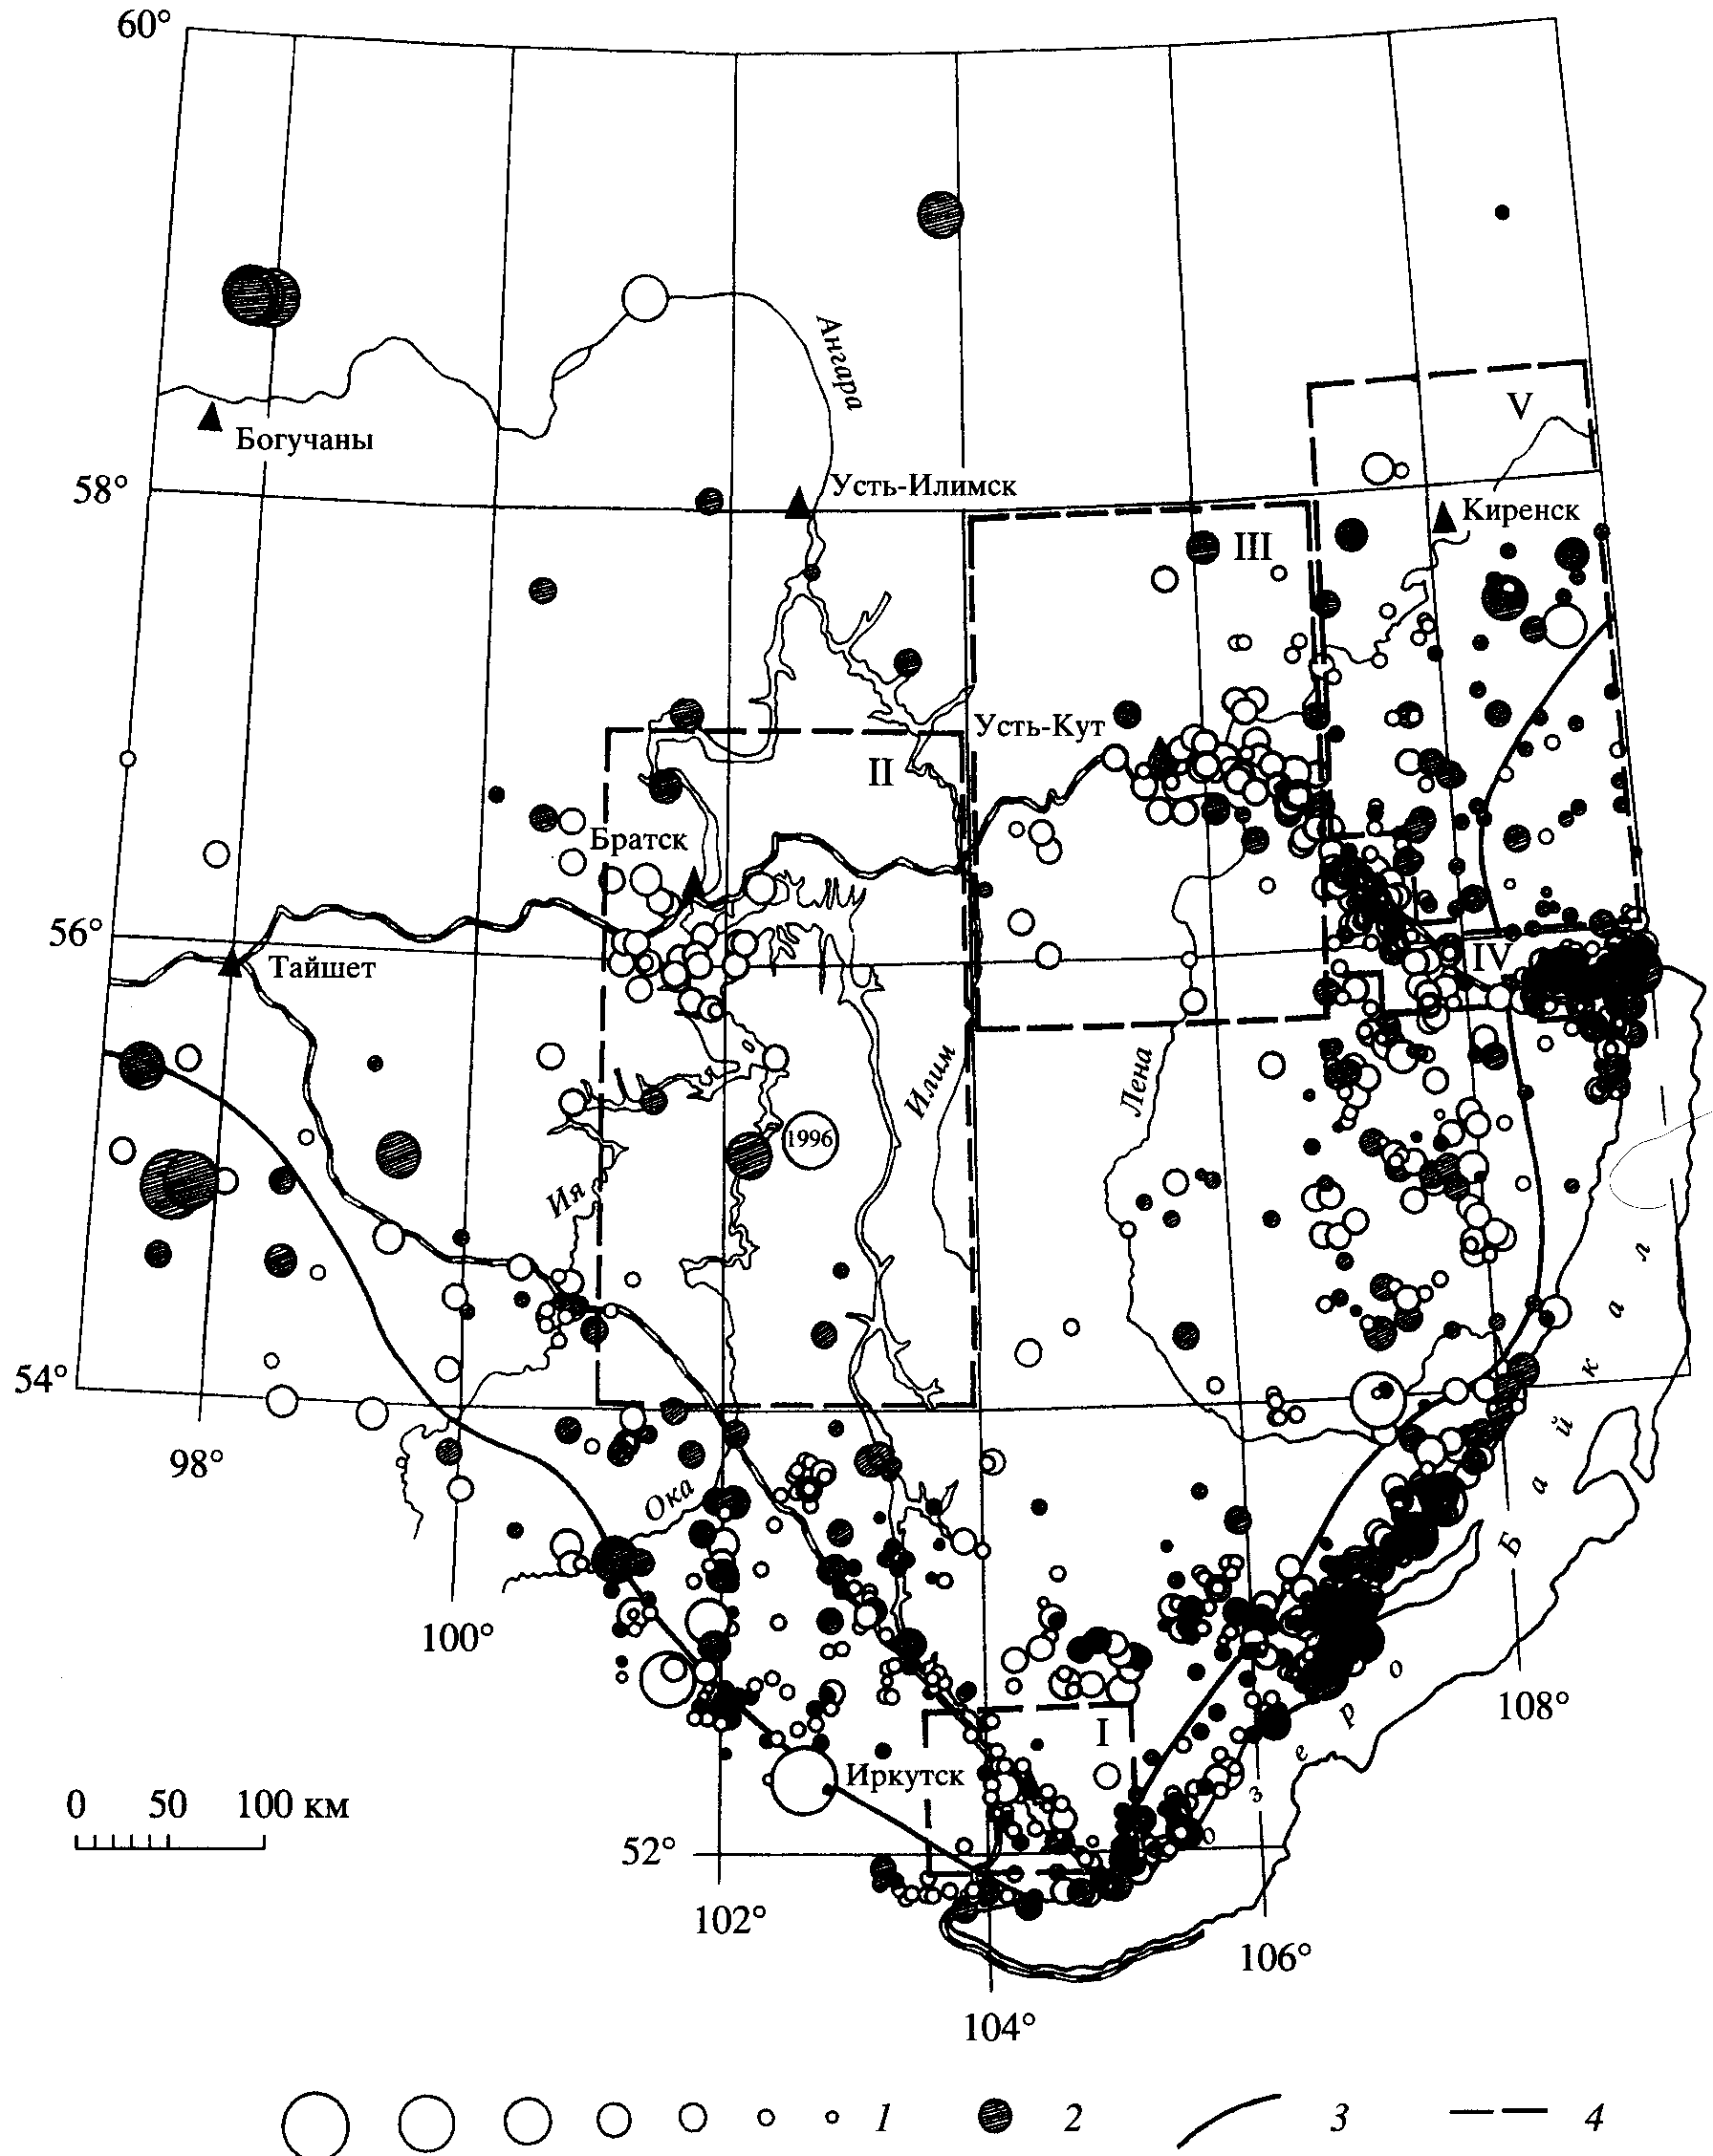 60°
Ангара
V
Богучаны
58°
Усть-Илимск
Киренск
III
Усть-Кут
II
Братск
56°
Тайшет
IV
Илим
Лена
1996
Ия
54°
98°
Ока
100°
озеро Байкал
108°
I
Иркутск
0 50 100 км
52°
102°
106°
104°
1 2 3 4